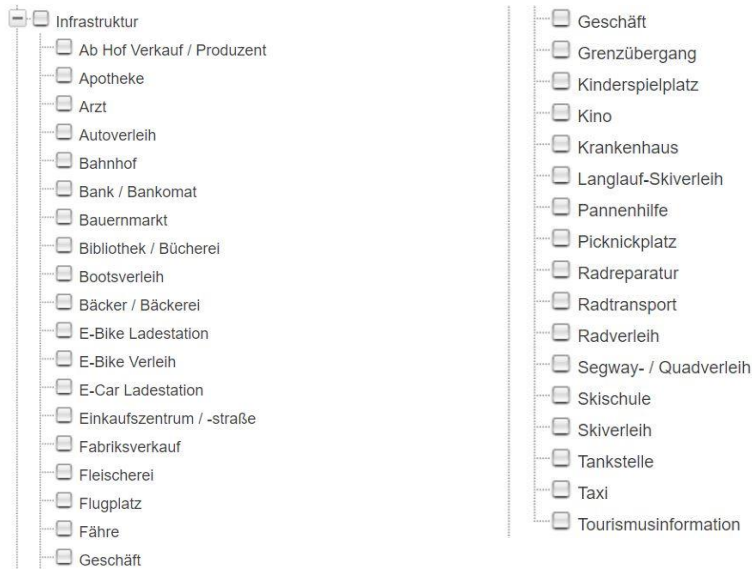 Infrastruktur
Ab Hof Verkauf / Produzent
Apotheke
Arzt
Autoverleih
Bahnhof
Bank / Bankomat
Bauernmarkt
Bibliothek / Bücherei
Bootsverleih
Bäcker / Bäckerei
E-Bike Ladestation
E-Bike Verleih
E-Car Ladestation
Einkaufszentrum / -straße
Fabriksverkauf
Fleischerei
Flugplatz
Fähre
Geschäft
Geschäft
Grenzübergang
Kinderspielplatz
Kino
Krankenhaus
Langlauf-Skiverleih
Pannenhilfe
Picknickplatz
Radreparatur
Radtransport
Radverleih
Segway- / Quadverleih
Skischule
Skiverleih
Tankstelle
Taxi
Tourismusinformation